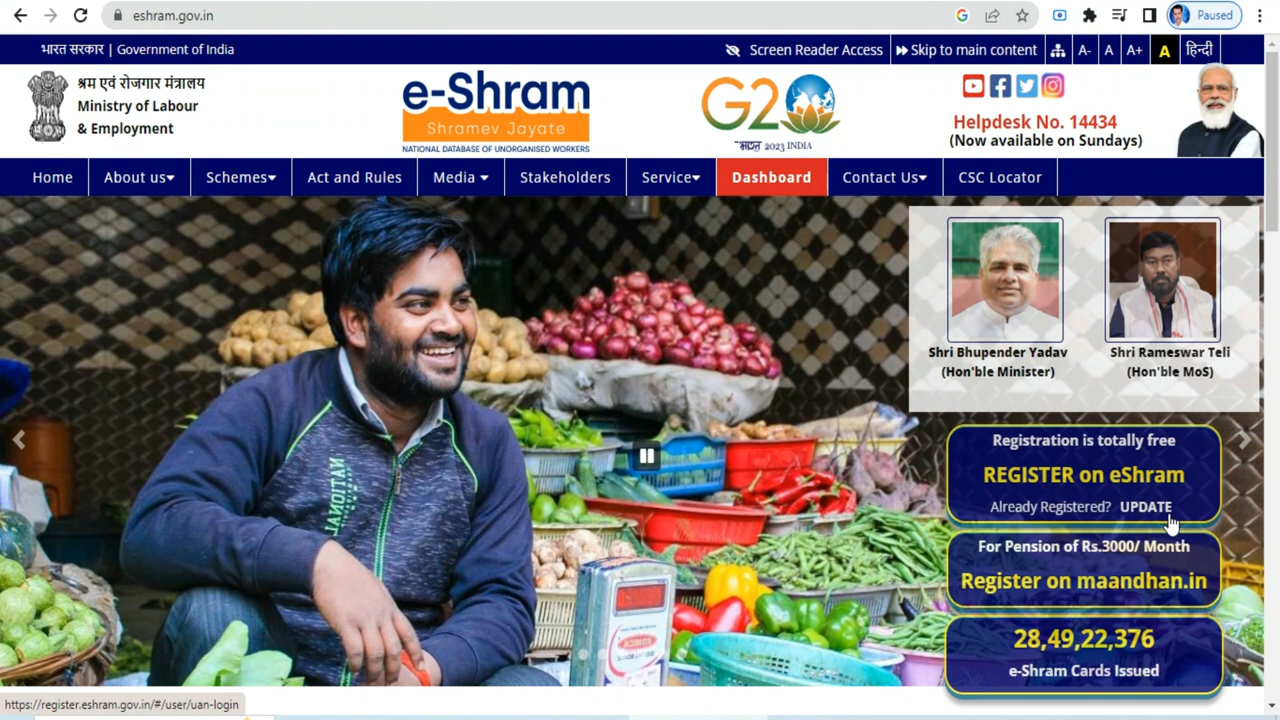 eshram.gov.in
Paused
भारत सरकार | Government of India
Screen Reader Access
Skip to main content
A-
A
A+
A
हिन्दी
श्रम एवं रोजगार मंत्रालय
Ministry of Labour
& Employment
e-Shram
Shramev Jayate
NATIONAL DATABASE OF UNORGANISED WORKERS
G20
भारत 2023 INDIA
Helpdesk No. 14434
(Now available on Sundays)
Home
About us
Schemes
Act and Rules
Media
Stakeholders
Service
Dashboard
Contact Us
CSC Locator
Shri Bhupender Yadav
(Hon'ble Minister)
Shri Rameswar Teli
(Hon'ble MoS)
Registration is totally free
REGISTER on eShram
Already Registered? UPDATE
For Pension of Rs.3000/ Month
Register on maandhan.in
28,49,22,376
e-Shram Cards Issued
https://register.eshram.gov.in/#/user/uan-login